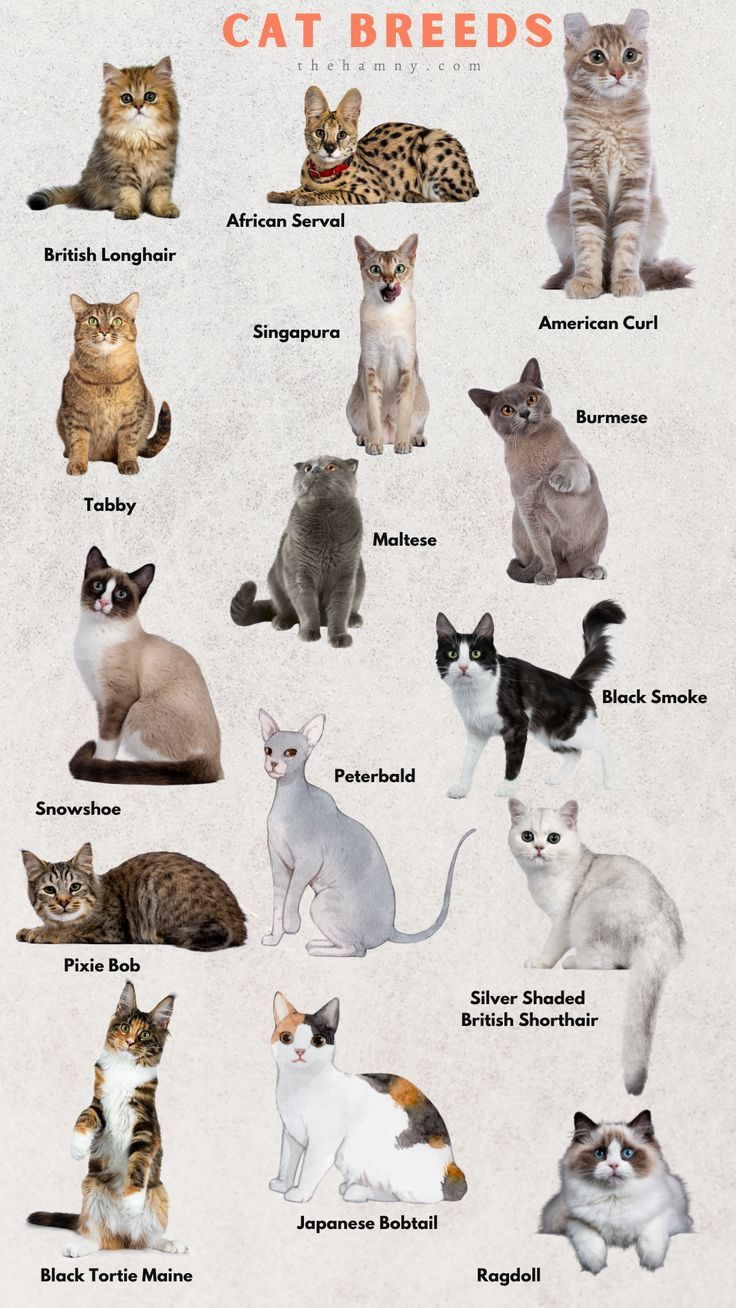 CAT BREEDS
thehamny.com
African Serval
British Longhair
Singapura
American Curl
Burmese
Tabby
Maltese
Black Smoke
Peterbald
Snowshoe
Pixie Bob
Silver Shaded
British Shorthair
Japanese Bobtail
Black Tortie Maine
Ragdoll